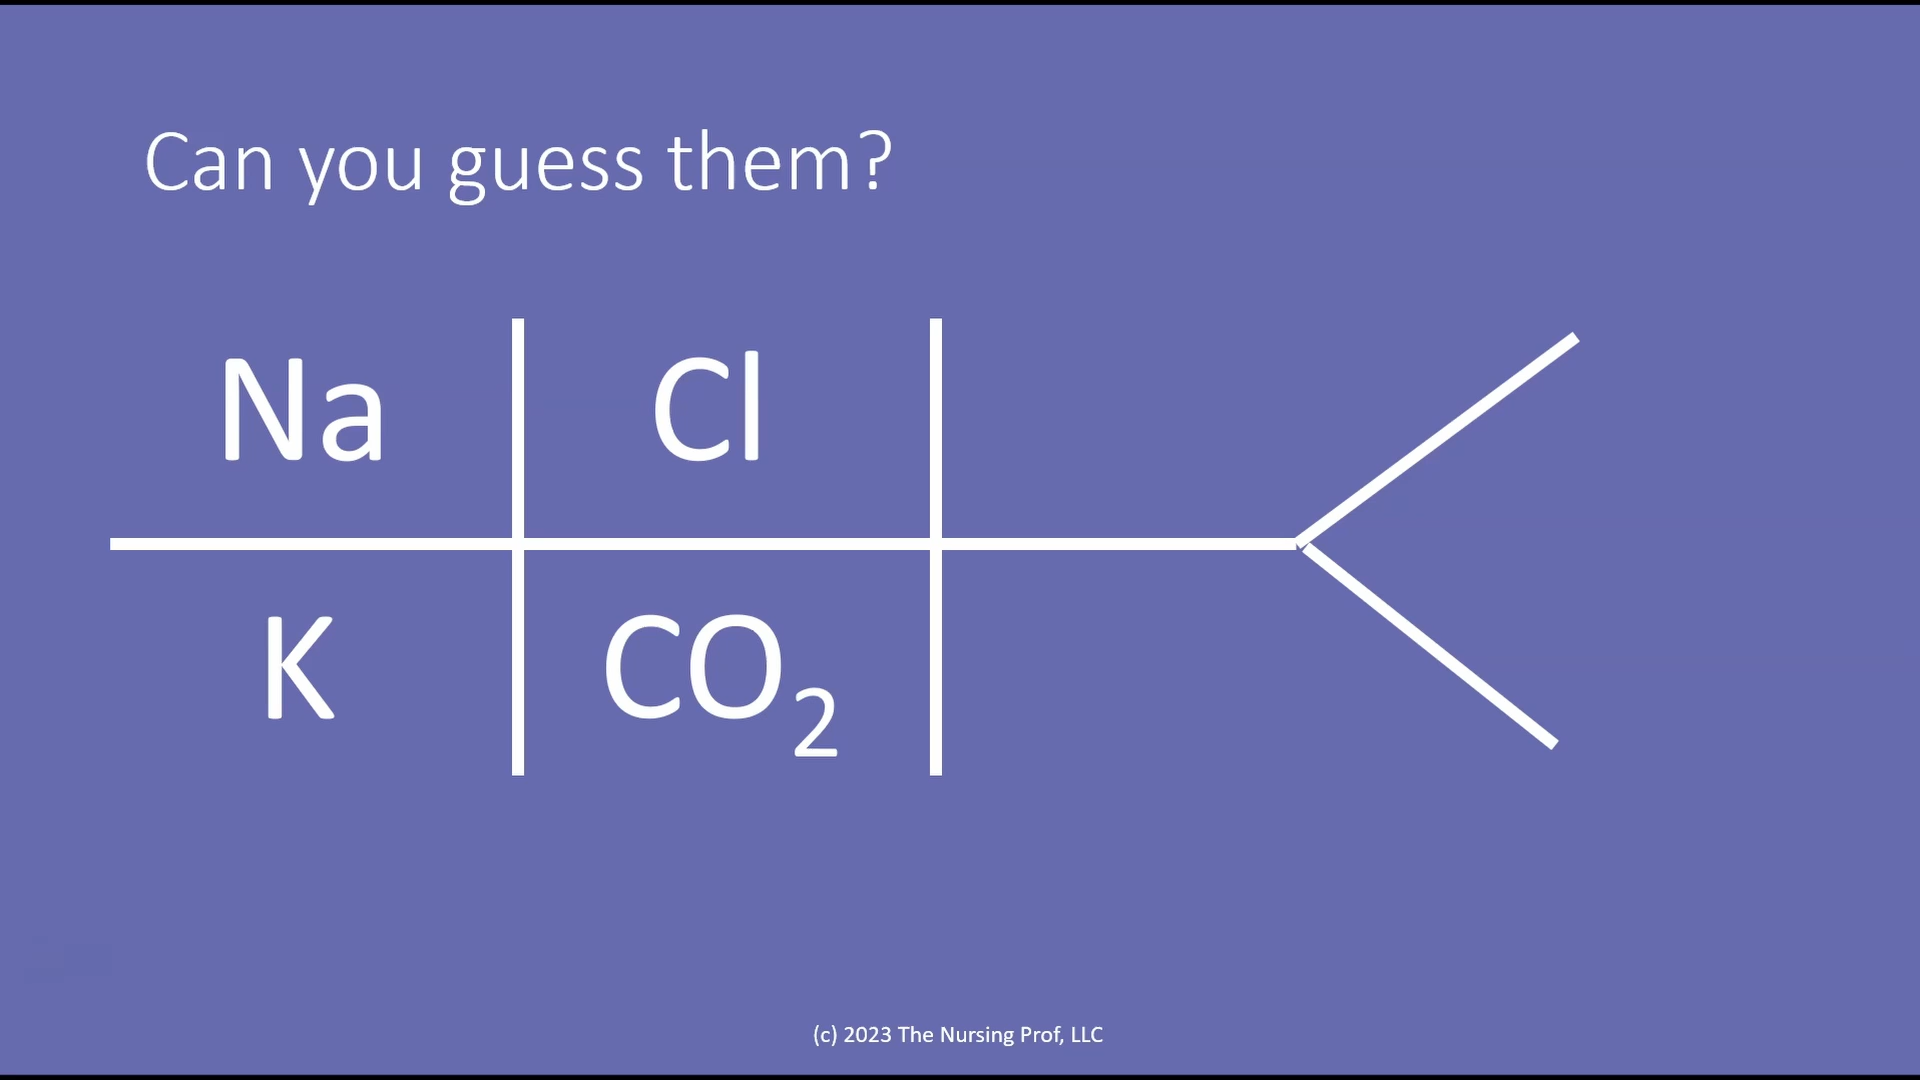 Can you guess them?
Na
Cl
K
CO₂
(c) 2023 The Nursing Prof, LLC